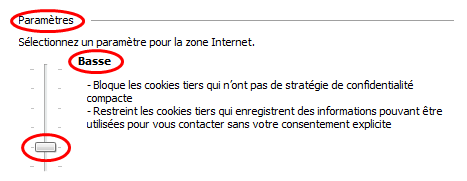 Paramètres
Sélectionnez un paramètre pour la zone Internet.
Basse
- Bloque les cookies tiers qui n'ont pas de stratégie de confidentialité
compacte
- Restreint les cookies tiers qui enregistrent des informations pouvant être
utilisées pour vous contacter sans votre consentement explicite